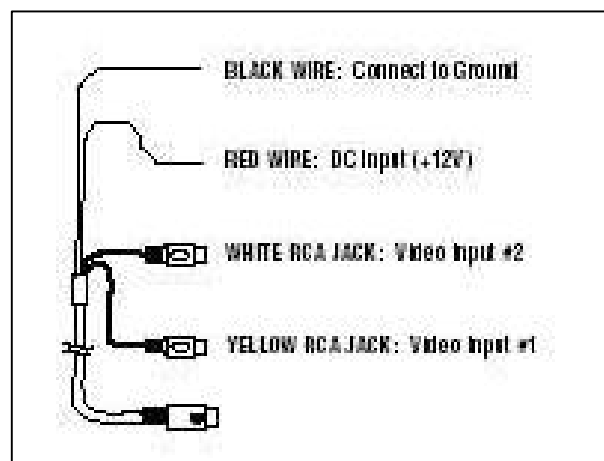 BLACK WIRE: Connect to Ground
RED WIRE: DC Input (+12V)
WHITE RCA JACK: Video Input #2
YELLOW RCA JACK: Video Input #1